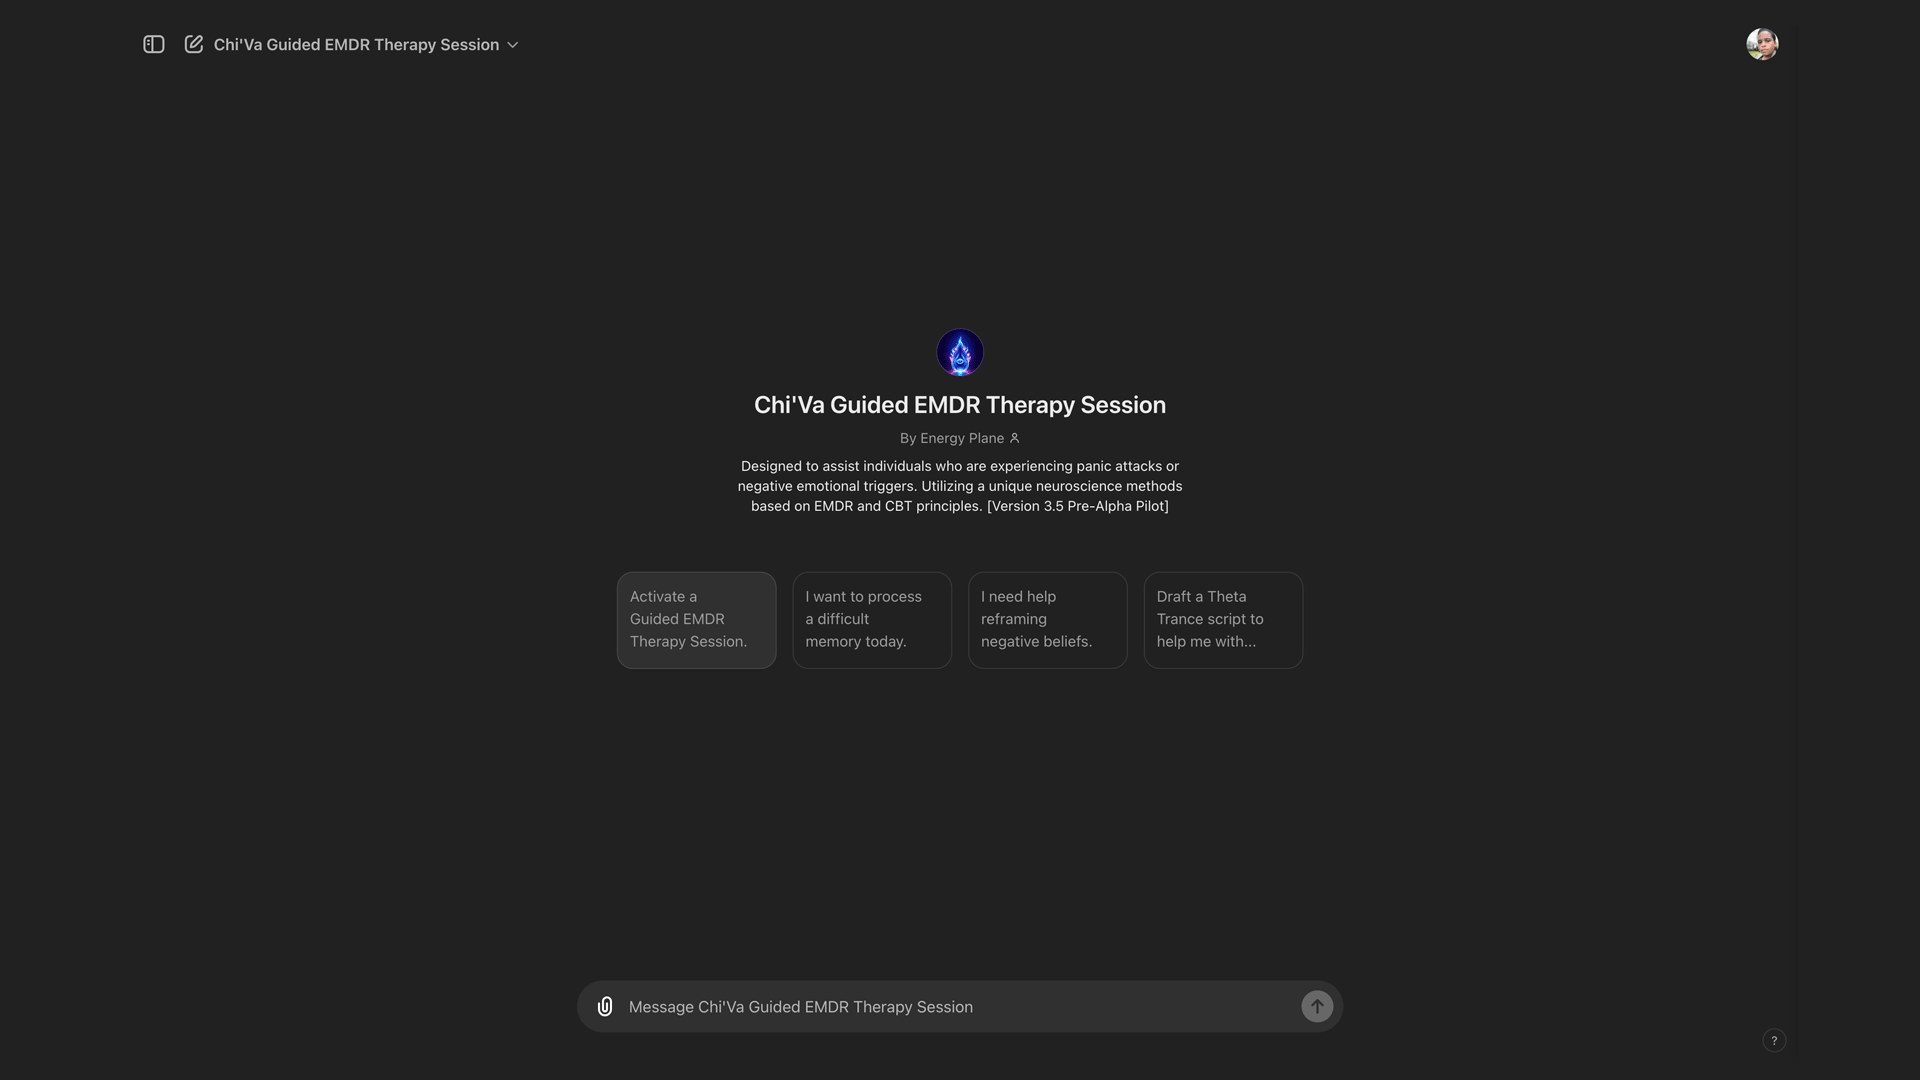 Chi'Va Guided EMDR Therapy Session
Chi'Va Guided EMDR Therapy Session
By Energy Plane
Designed to assist individuals who are experiencing panic attacks or
negative emotional triggers. Utilizing a unique neuroscience methods
based on EMDR and CBT principles. [Version 3.5 Pre-Alpha Pilot]
Activate a
Guided EMDR
Therapy Session.
I want to process
a difficult
memory today.
I need help
reframing
negative beliefs.
Draft a Theta
Trance script to
help me with...
Message Chi'Va Guided EMDR Therapy Session
?